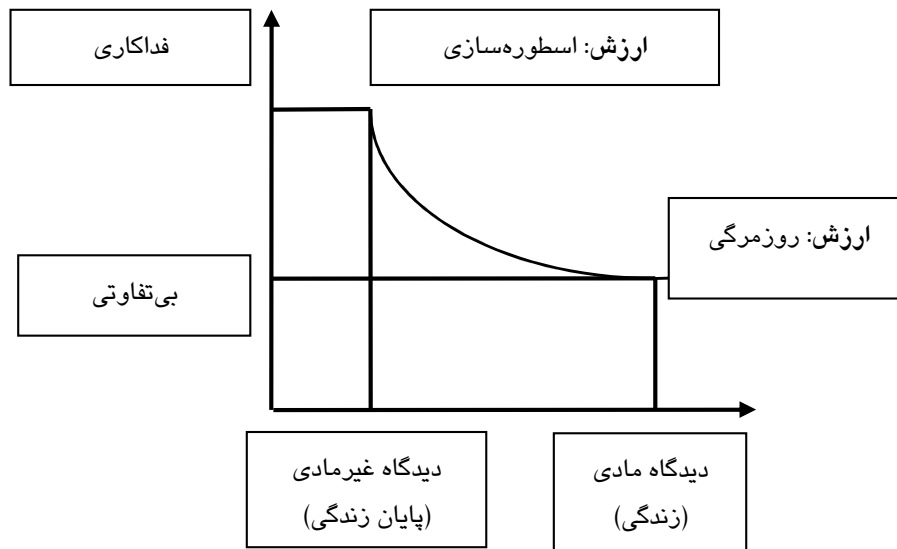 فداکاری
ارزش: اسطوره‌سازی
ارزش: روزمرگی
بی‌تفاوتی
دیدگاه غیرمادی
(پایان زندگی)
دیدگاه مادی
(زندگی)